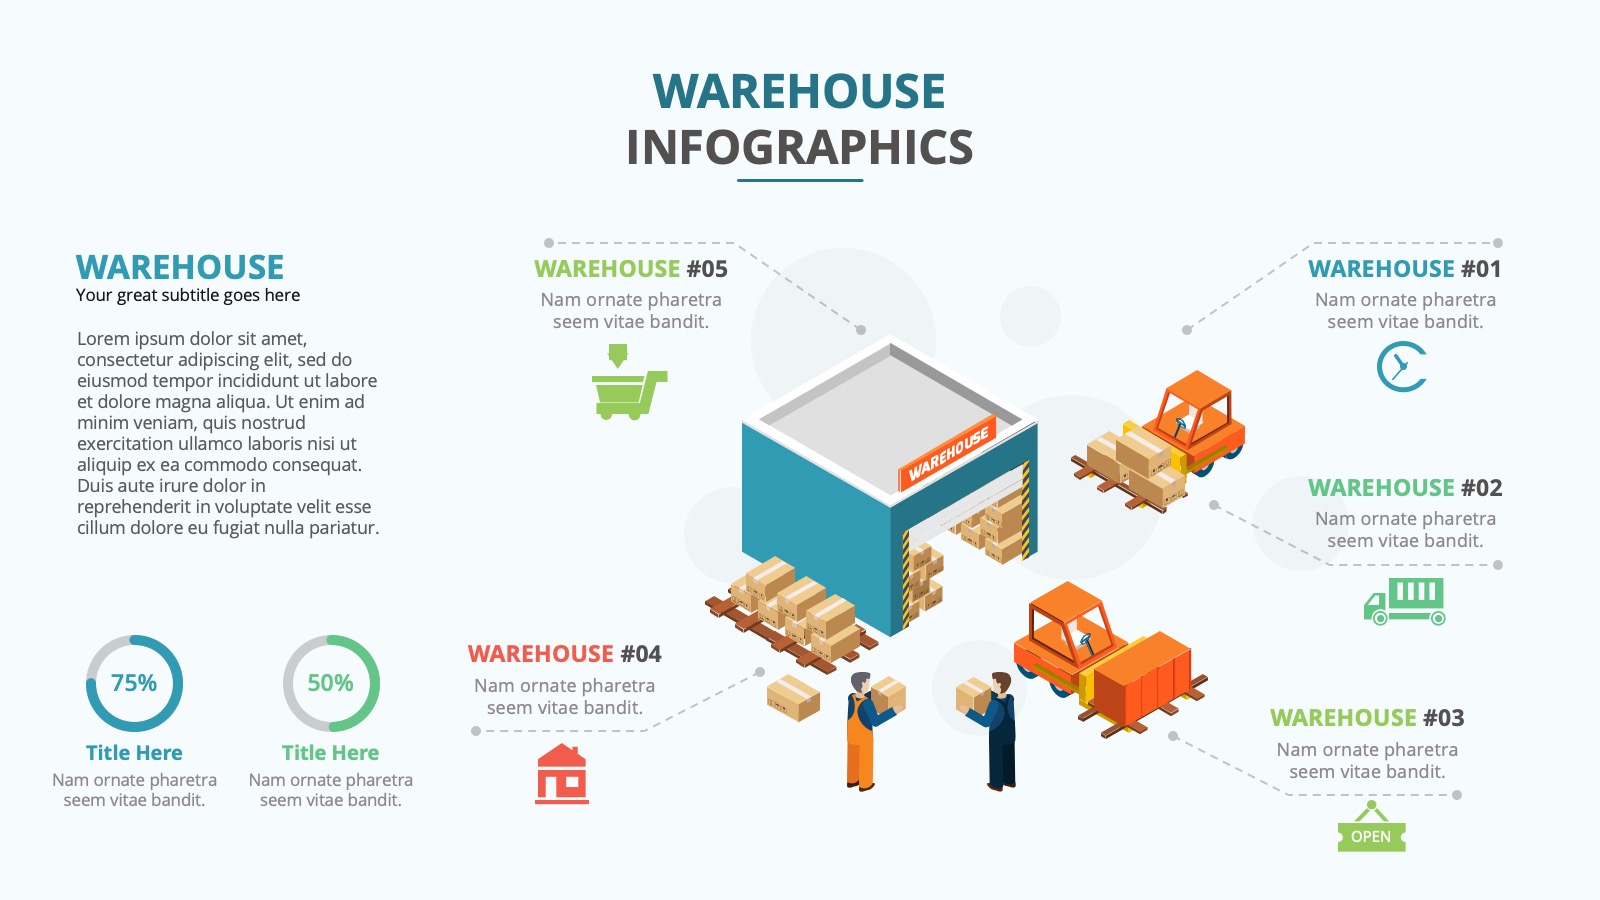 WAREHOUSE
INFOGRAPHICS
WAREHOUSE
Your great subtitle goes here
Lorem ipsum dolor sit amet,
consectetur adipiscing elit, sed do
eiusmod tempor incididunt ut labore
et dolore magna aliqua. Ut enim ad
minim veniam, quis nostrud
exercitation ullamco laboris nisi ut
aliquip ex ea commodo consequat.
Duis aute irure dolor in
reprehenderit in voluptate velit esse
cillum dolore eu fugiat nulla pariatur.
75%
Title Here
Nam ornate pharetra
seem vitae bandit.
50%
Title Here
Nam ornate pharetra
seem vitae bandit.
WAREHOUSE #05
Nam ornate pharetra
seem vitae bandit.
WAREHOUSE #04
Nam ornate pharetra
seem vitae bandit.
WAREHOUSE
WAREHOUSE #01
Nam ornate pharetra
seem vitae bandit.
WAREHOUSE #02
Nam ornate pharetra
seem vitae bandit.
WAREHOUSE #03
Nam ornate pharetra
seem vitae bandit.
OPEN